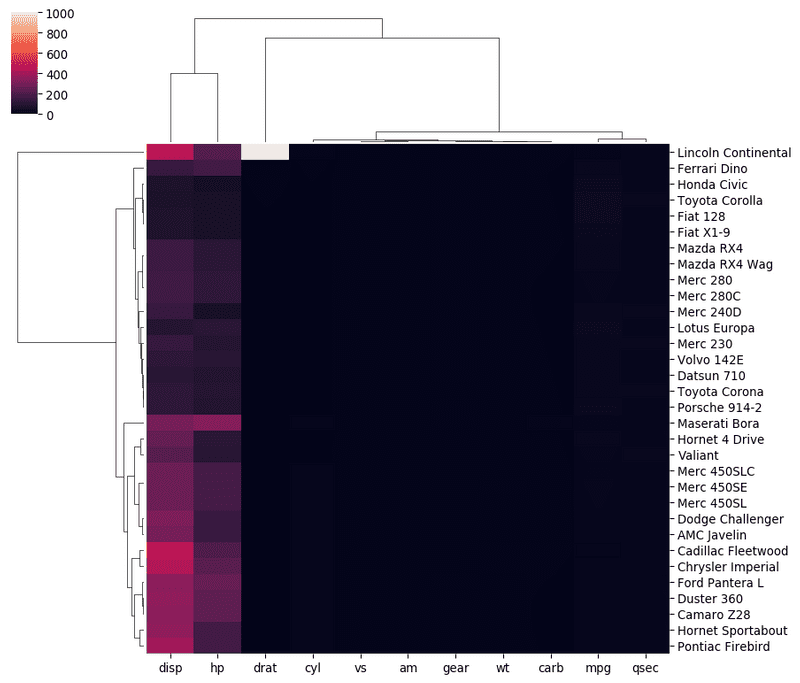 1000
800
600
400
200
0
Lincoln Continental
Ferrari Dino
Honda Civic
Toyota Corolla
Fiat 128
Fiat X1-9
Mazda RX4
Mazda RX4 Wag
Merc 280
Merc 280C
Merc 240D
Lotus Europa
Merc 230
Volvo 142E
Datsun 710
Toyota Corona
Porsche 914-2
Maserati Bora
Hornet 4 Drive
Valiant
Merc 450SLC
Merc 450SE
Merc 450SL
Dodge Challenger
AMC Javelin
Cadillac Fleetwood
Chrysler Imperial
Ford Pantera L
Duster 360
Camaro Z28
Hornet Sportabout
Pontiac Firebird
disp hp drat cyl vs am gear wt carb mpg qsec